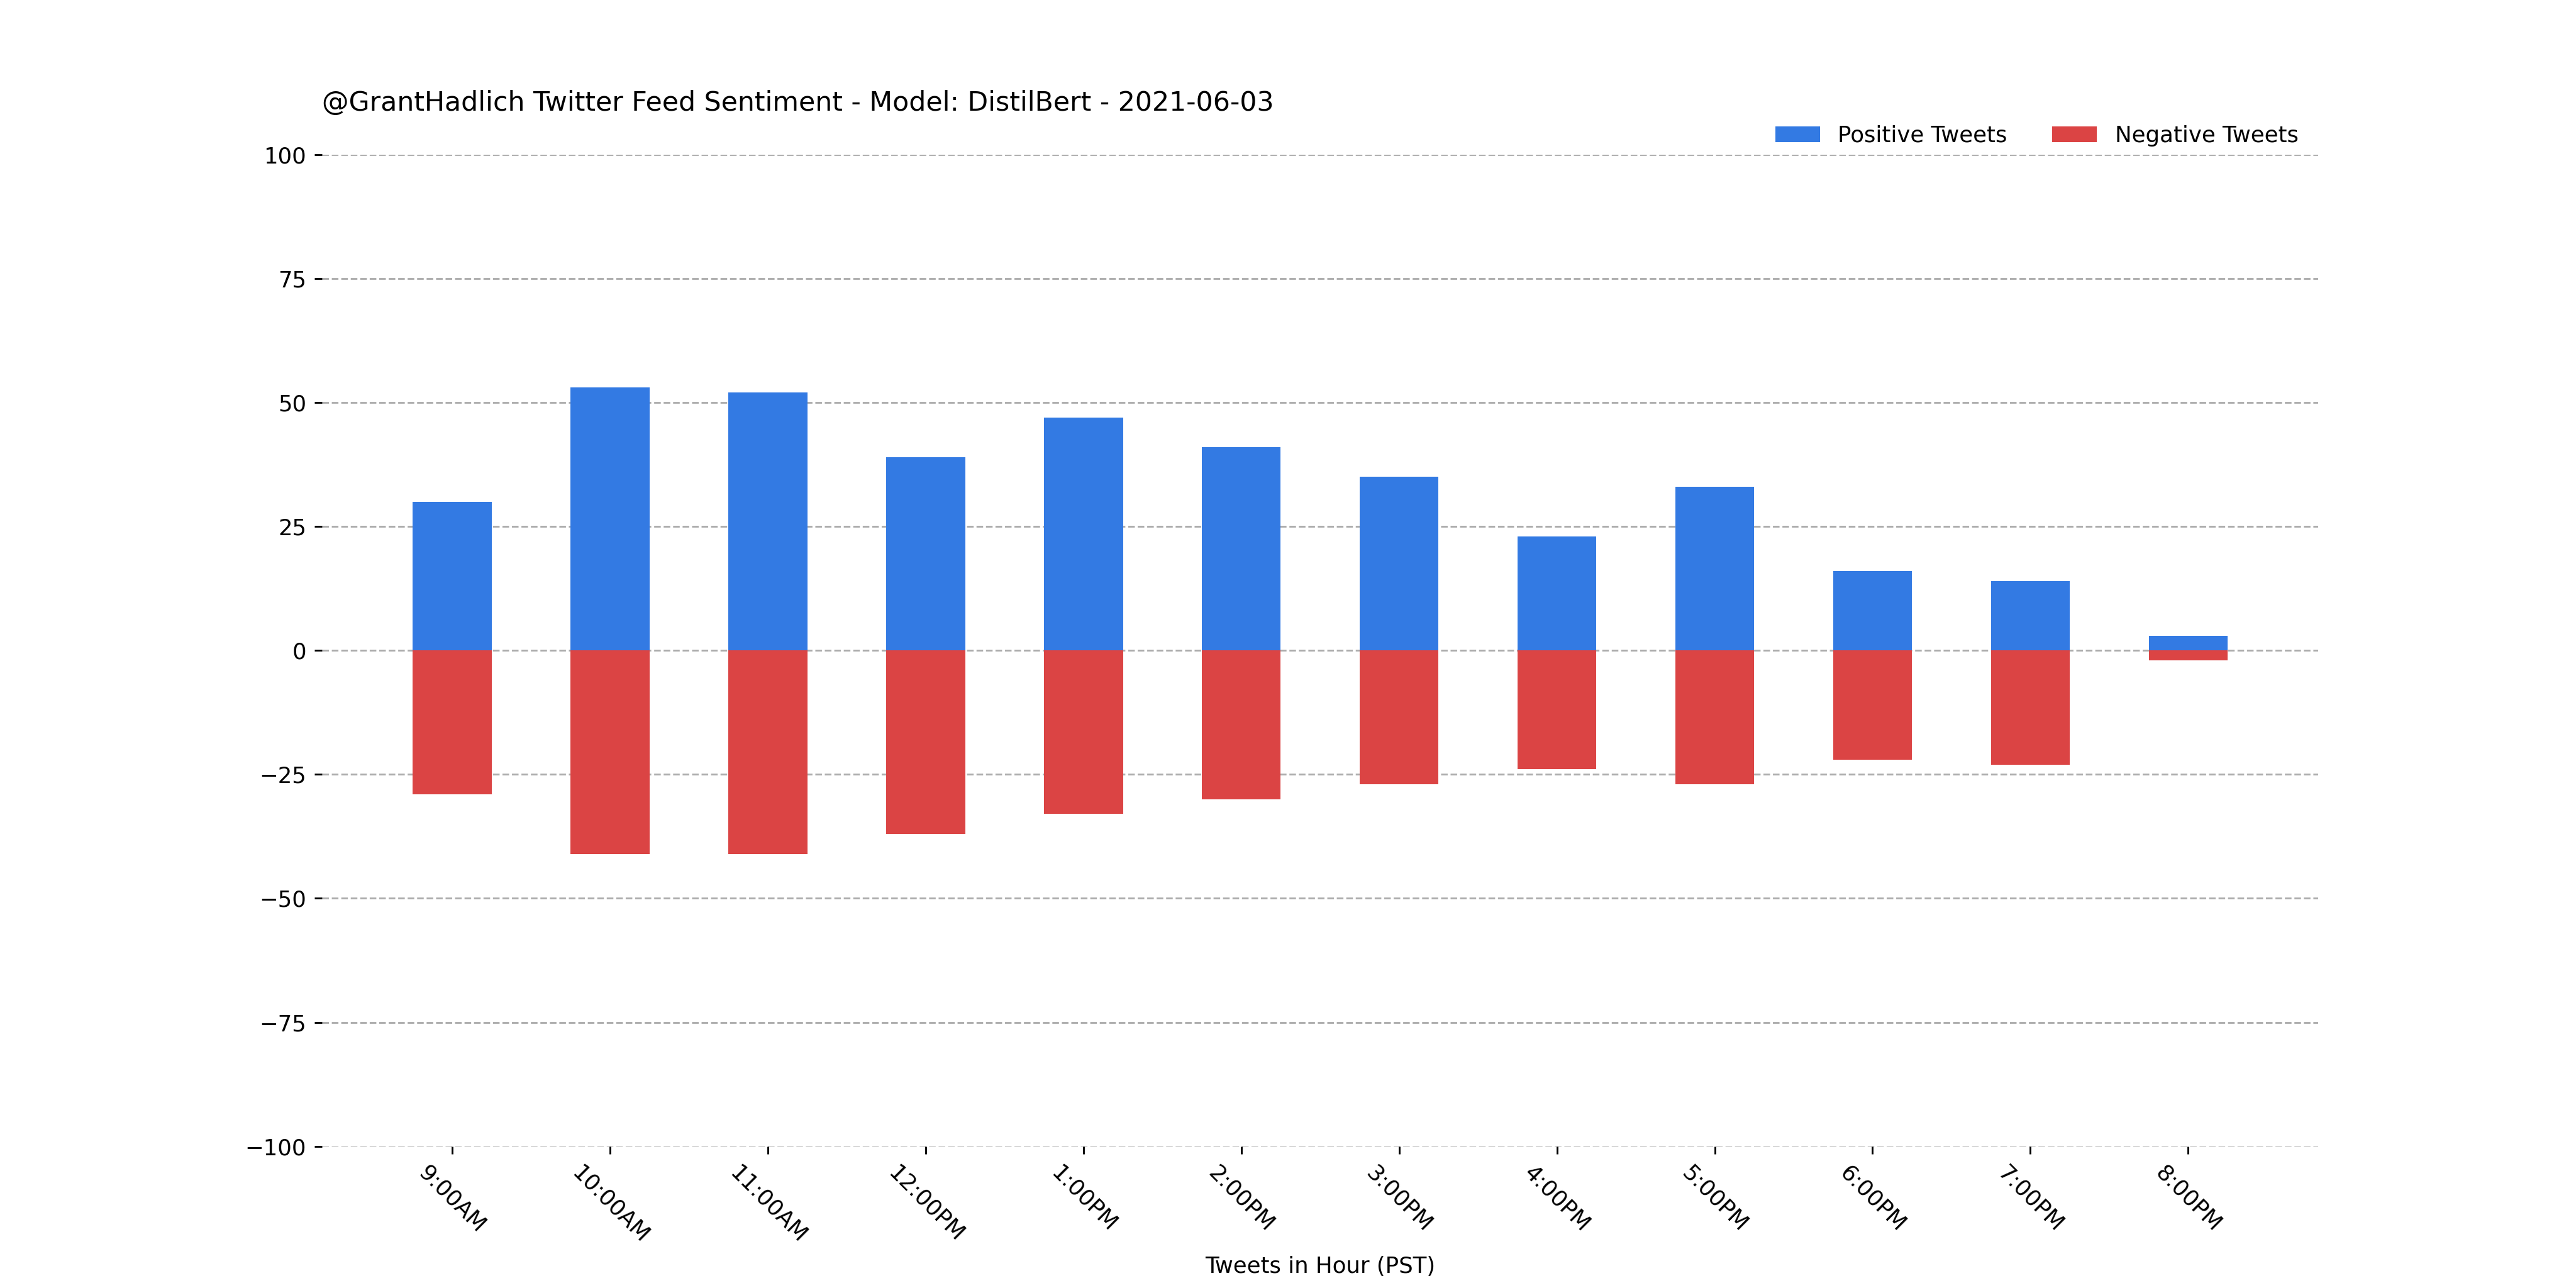 @GrantHadlich Twitter Feed Sentiment - Model: DistilBert - 2021-06-03
Positive Tweets
Negative Tweets
100
75
50
25
0
−25
−50
−75
−100
9:00AM
10:00AM
11:00AM
12:00PM
1:00PM
2:00PM
3:00PM
4:00PM
5:00PM
6:00PM
7:00PM
8:00PM
Tweets in Hour (PST)